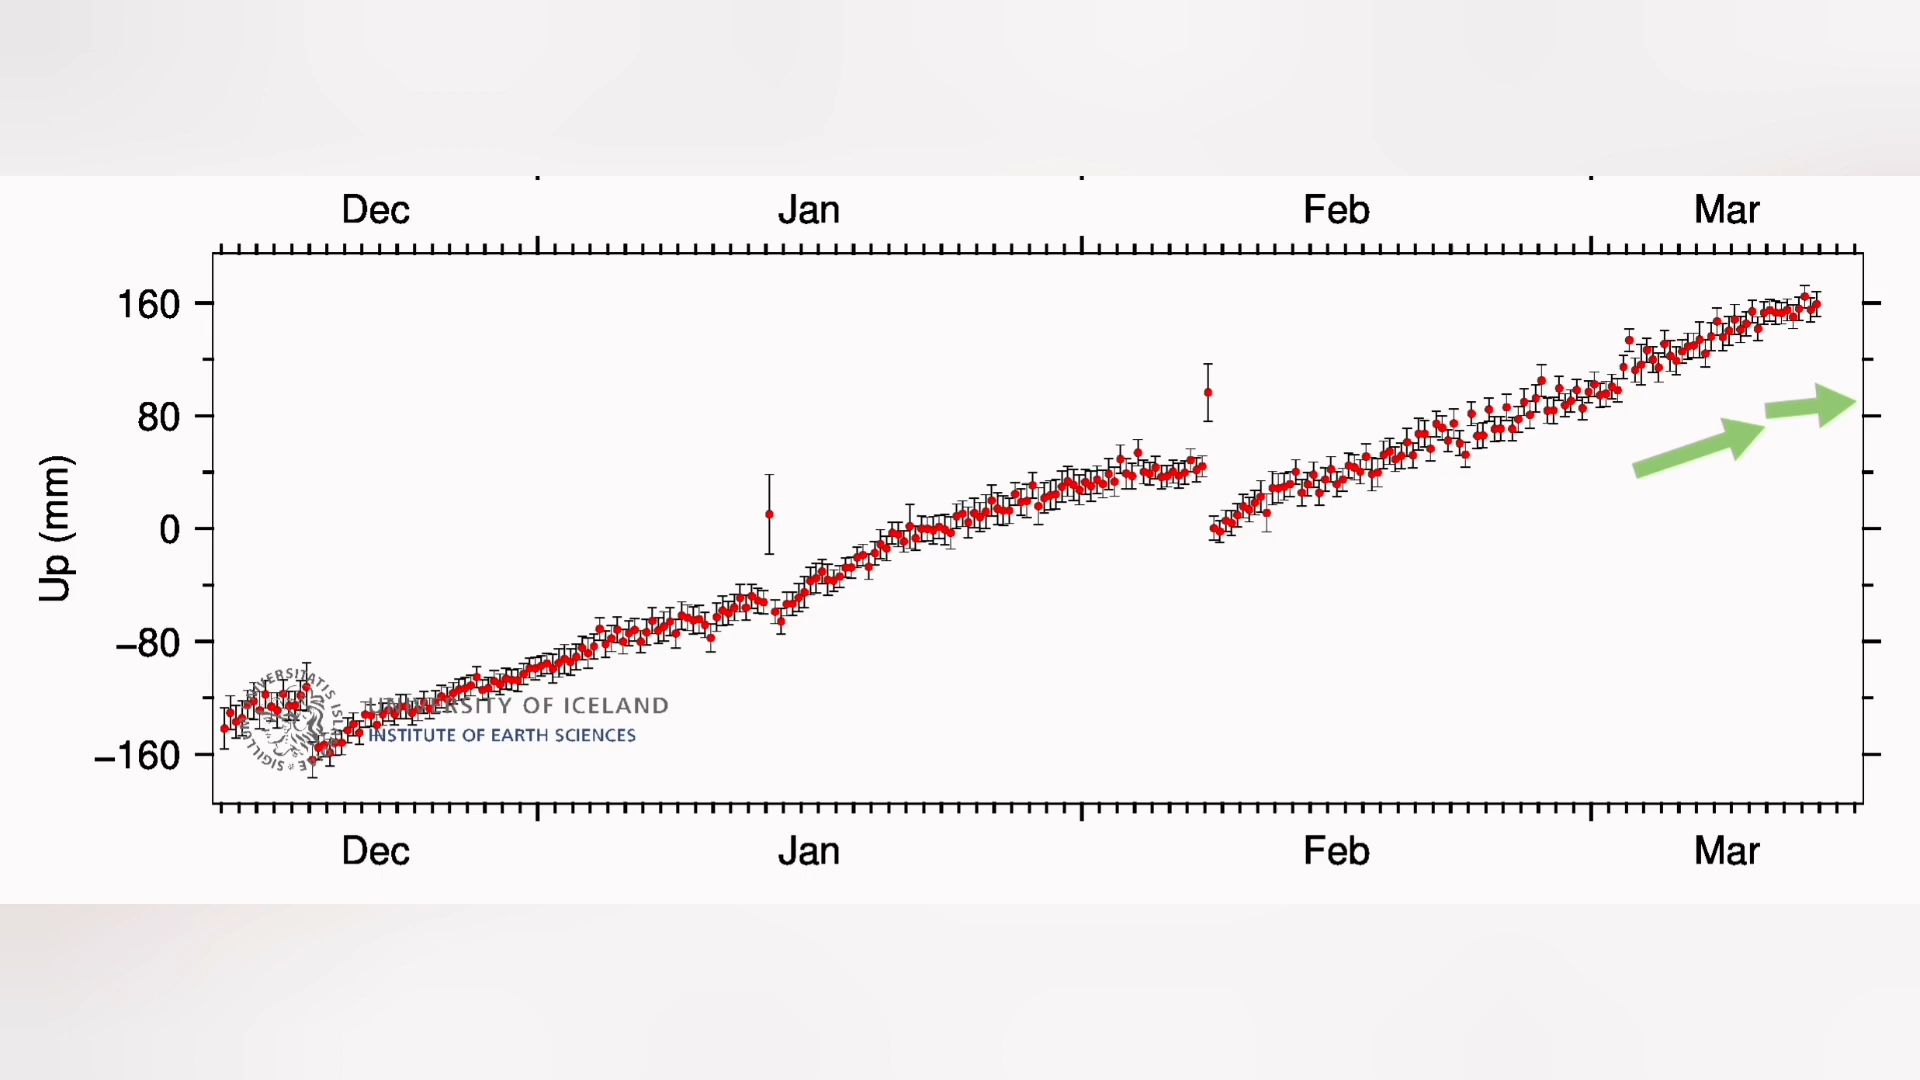 Dec Jan Feb Mar
160
80
0
−80
−160
Up (mm)
UNIVERSITY OF ICELAND
INSTITUTE OF EARTH SCIENCES
Dec Jan Feb Mar